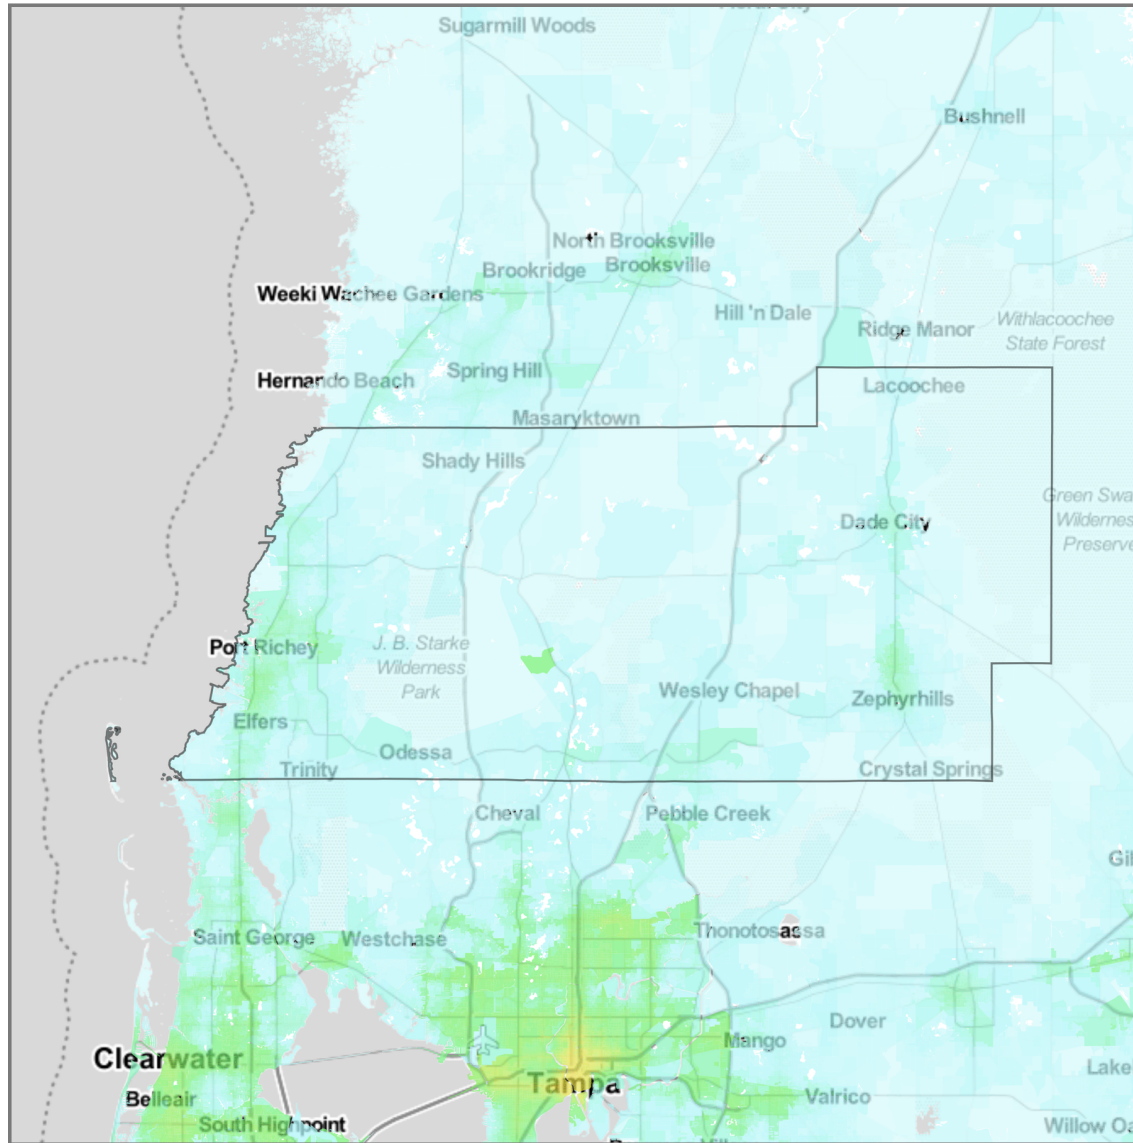 Sugarmill Woods
Bushnell
North Brooksville
Brookridge
Brooksville
Weeki Wachee Gardens
Hill 'n Dale
Withlacoochee
State Forest
Ridge Manor
Hernando Beach
Spring Hill
Lacoochee
Masaryktown
Shady Hills
Green Swa
Wildernes
Preserve
Dade City
Port Richey
J. B. Starke
Wilderness
Park
Wesley Chapel
Zephyrhills
Elfers
Odessa
Trinity
Crystal Springs
Cheval
Pebble Creek
Saint George
Westchase
Thonotosassa
Dover
Mango
Clearwater
Tampa
Belleair
Valrico
South Highpoint
Lake
Willow Oa